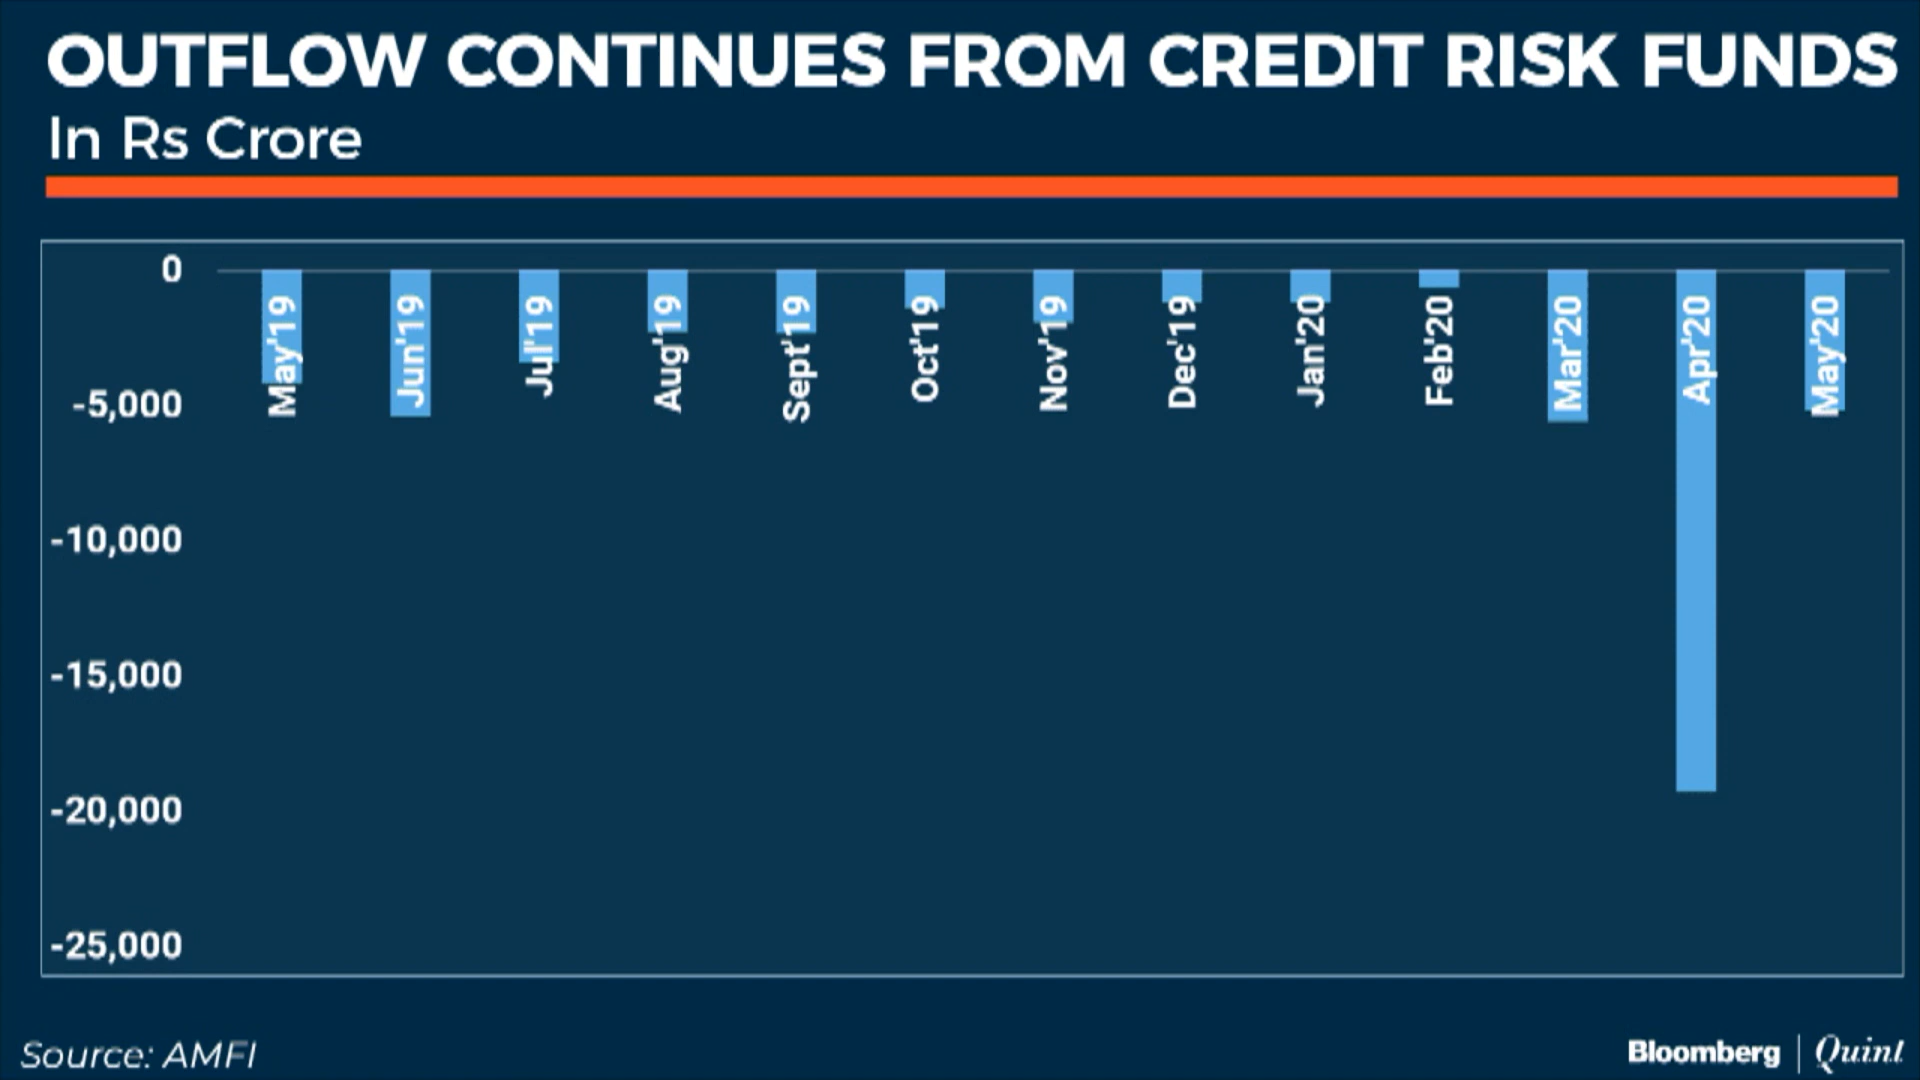 OUTFLOW CONTINUES FROM CREDIT RISK FUNDS
In Rs Crore
0
-5,000
-10,000
-15,000
-20,000
-25,000
May'19
Jun'19
Jul'19
Aug'19
Sept'19
Oct'19
Nov'19
Dec'19
Jan'20
Feb'20
Mar'20
Apr'20
May'20
Source: AMFI
Bloomberg | Quint